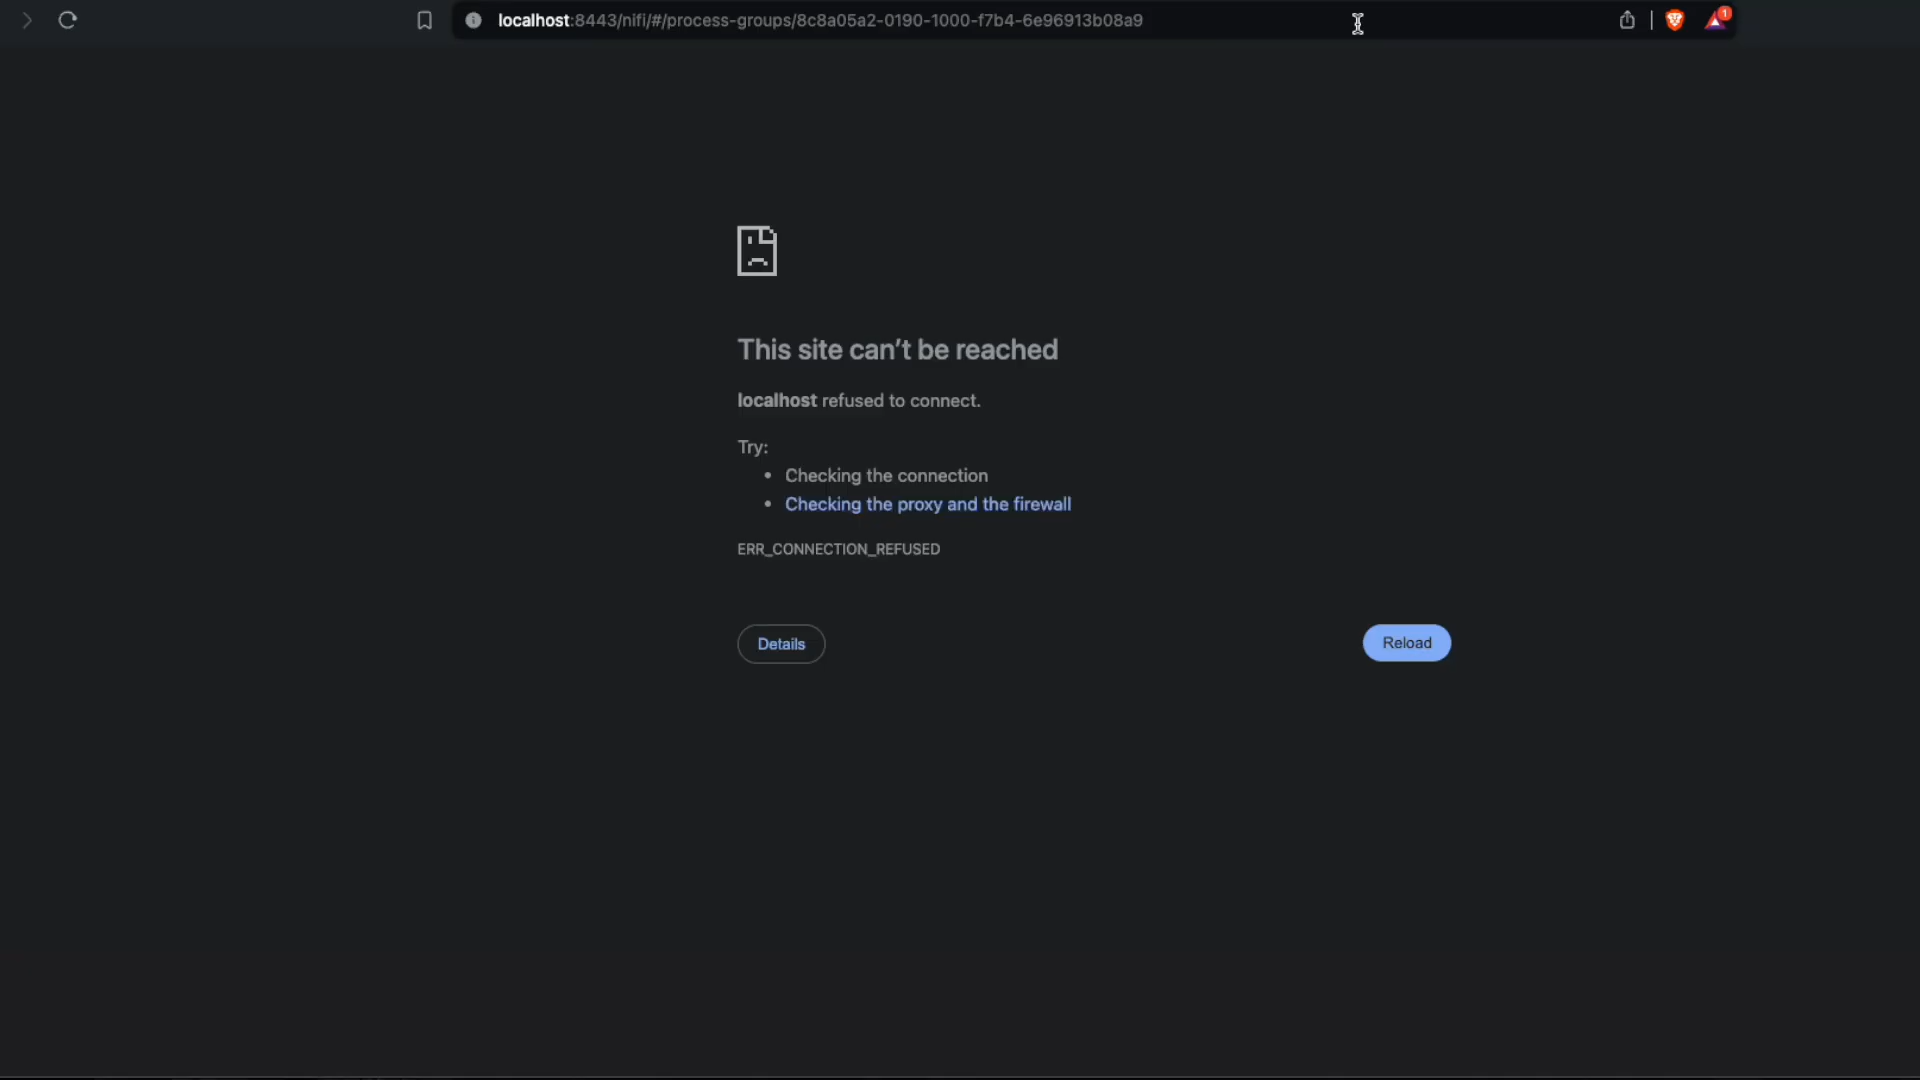 localhost:8443/nifi/#/process-groups/8c8a05a2-0190-1000-f7b4-6e96913b08a9
1
This site can’t be reached
localhost refused to connect.
Try:
• Checking the connection
• Checking the proxy and the firewall
ERR_CONNECTION_REFUSED
Details
Reload